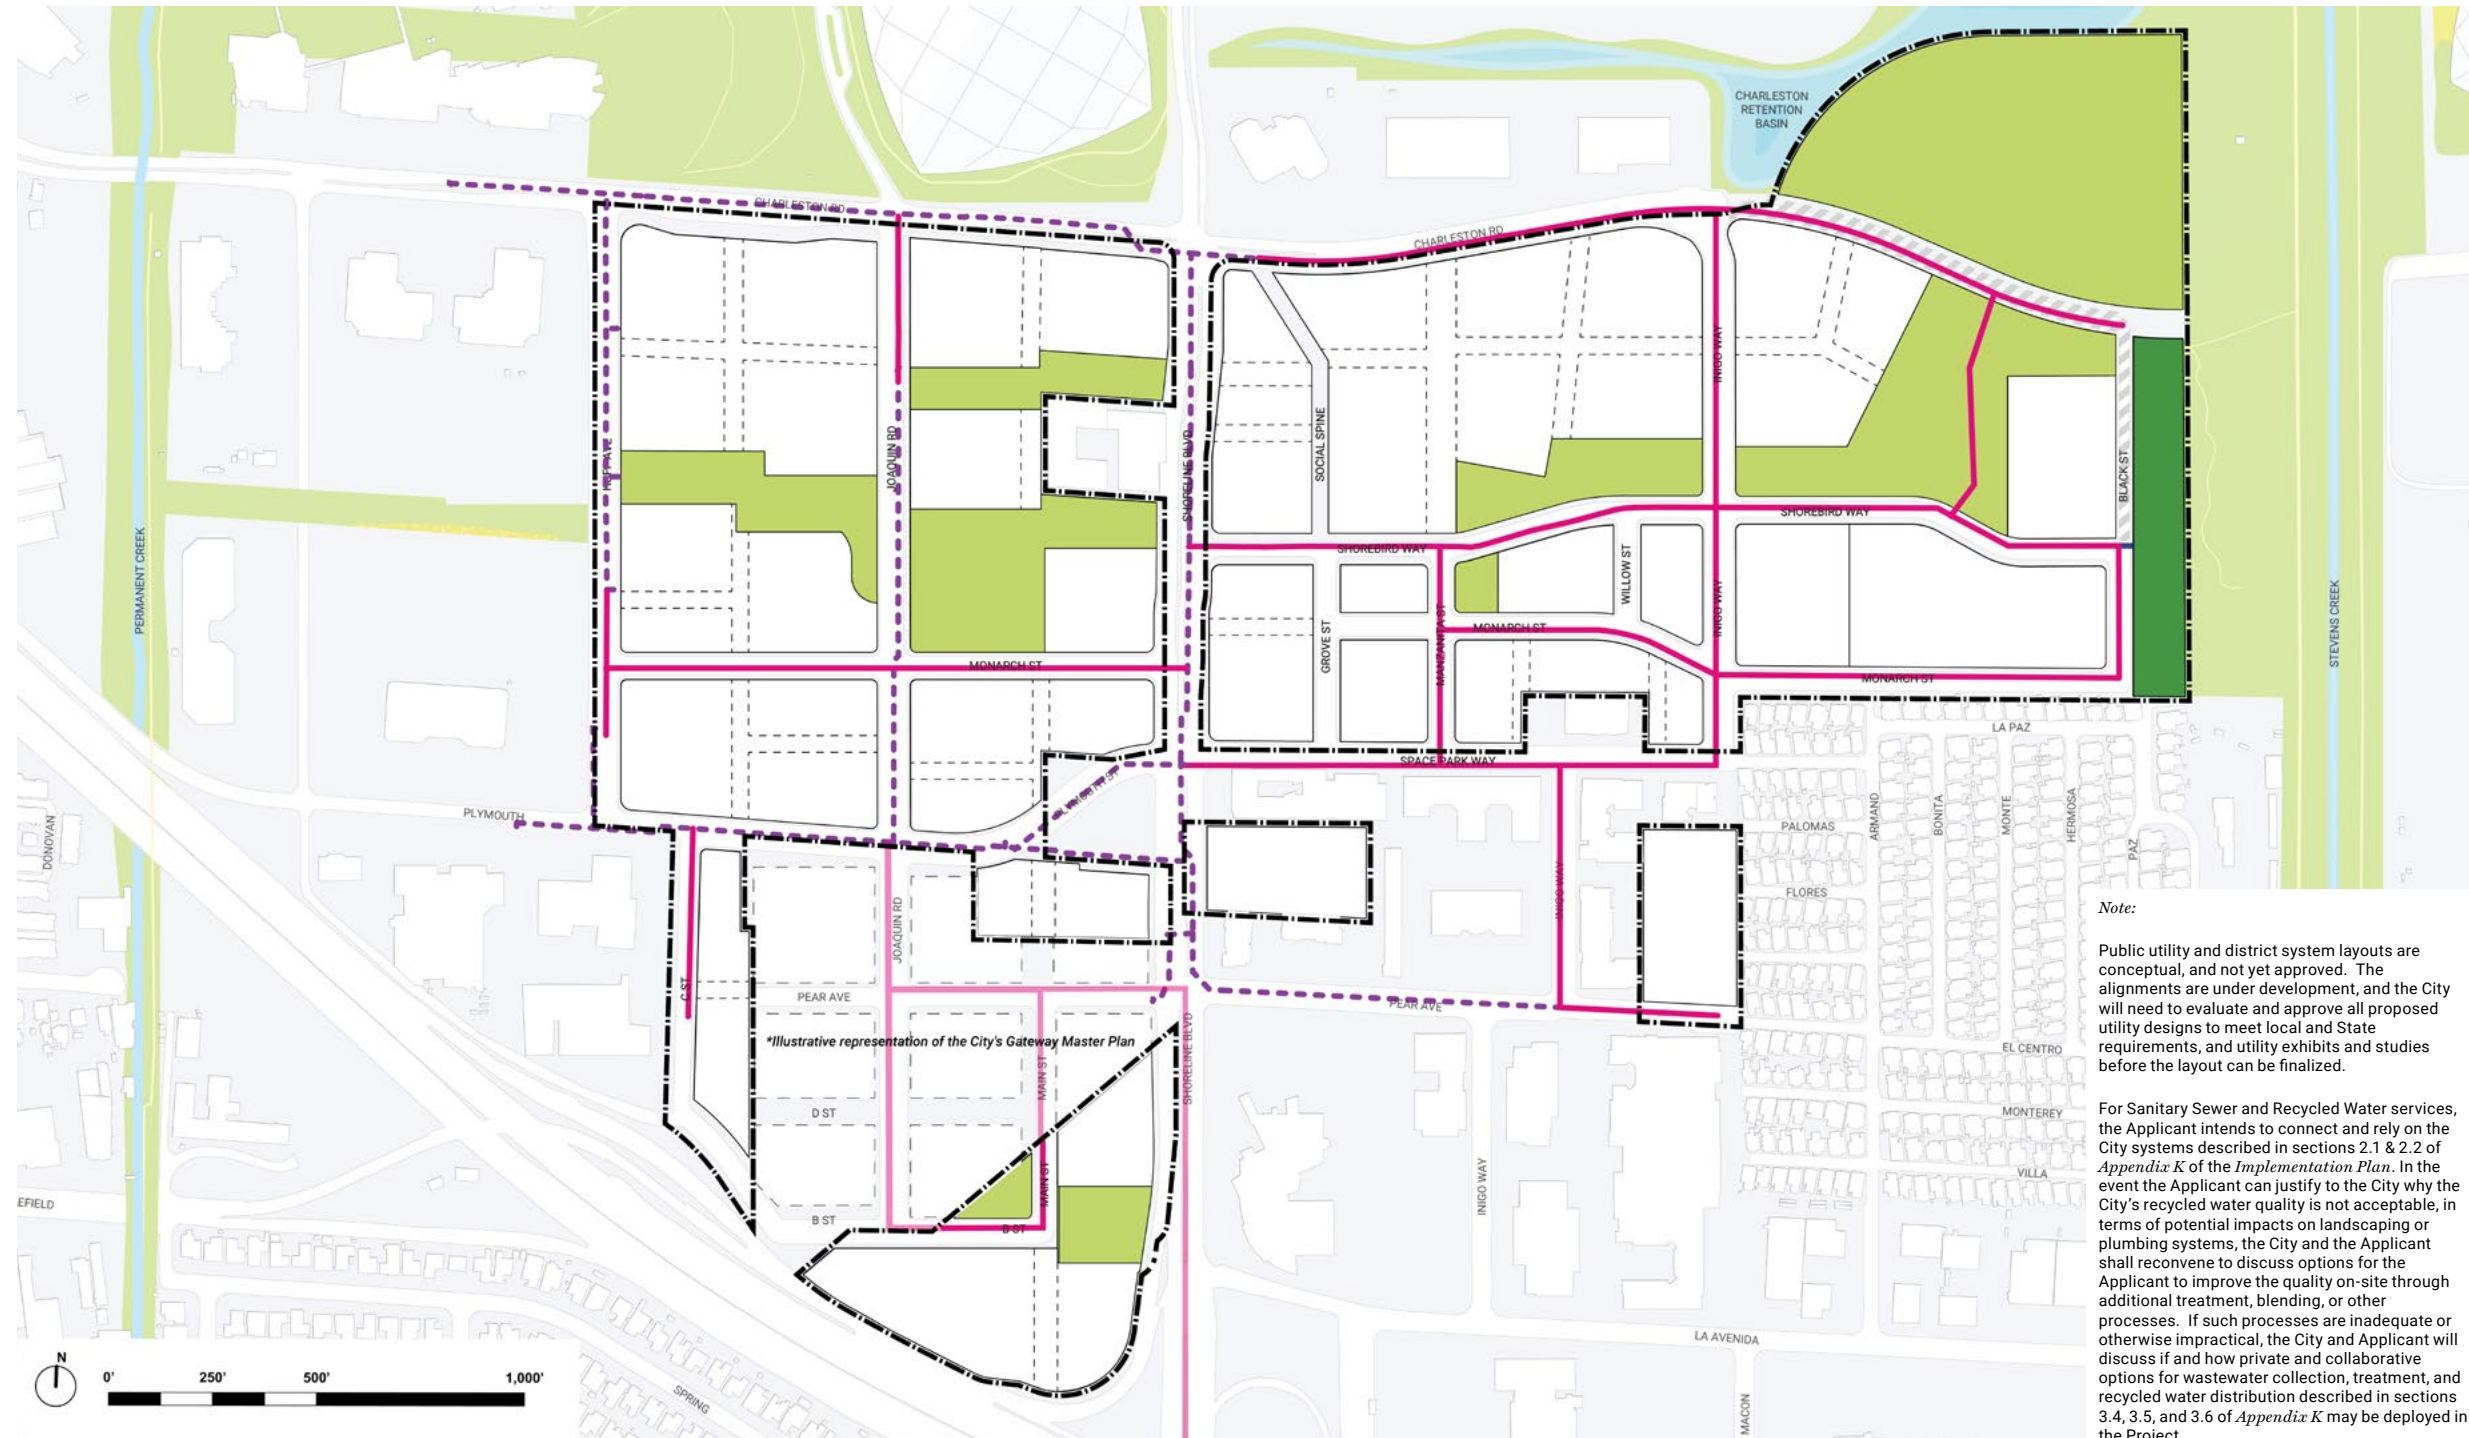 CHARLESTON
RETENTION
BASIN
CHARLESTON RD
CHARLESTON RD
HUFF AVE
JOAQUIN RD
SHORELINE BLVD
SOCIAL SPINE
INIGO WAY
BLACK ST
SHOREBIRD WAY
SHOREBIRD WAY
PERMANENT CREEK
STEVENS CREEK
GROVE ST
MANZANITA ST
WILLOW ST
INIGO WAY
MONARCH ST
MONARCH ST
MONARCH ST
SPACE PARK WAY
PLYMOUTH ST
PLYMOUTH
DONOVAN
LA PAZ
PALOMAS
ARMAND
BONITA
MONTE
HERMOSA
PAZ
FLORES
INIGO WAY
JOAQUIN RD
C ST
PEAR AVE
PEAR AVE
*Illustrative representation of the City's Gateway Master Plan
MAIN ST
SHORELINE BLVD
D ST
MAIN ST
B ST
B ST
INIGO WAY
EL CENTRO
MONTEREY
VILLA
LA AVENIDA
MACON
EFIELD
SPRING
N
0' 250' 500' 1,000'
Note:
Public utility and district system layouts are
conceptual, and not yet approved. The
alignments are under development, and the City
will need to evaluate and approve all proposed
utility designs to meet local and State
requirements, and utility exhibits and studies
before the layout can be finalized.
For Sanitary Sewer and Recycled Water services,
the Applicant intends to connect and rely on the
City systems described in sections 2.1 & 2.2 of
Appendix K of the Implementation Plan. In the
event the Applicant can justify to the City why the
City's recycled water quality is not acceptable, in
terms of potential impacts on landscaping or
plumbing systems, the City and the Applicant
shall reconvene to discuss options for the
Applicant to improve the quality on-site through
additional treatment, blending, or other
processes. If such processes are inadequate or
otherwise impractical, the City and Applicant will
discuss if and how private and collaborative
options for wastewater collection, treatment, and
recycled water distribution described in sections
3.4, 3.5, and 3.6 of Appendix K may be deployed in
the Project